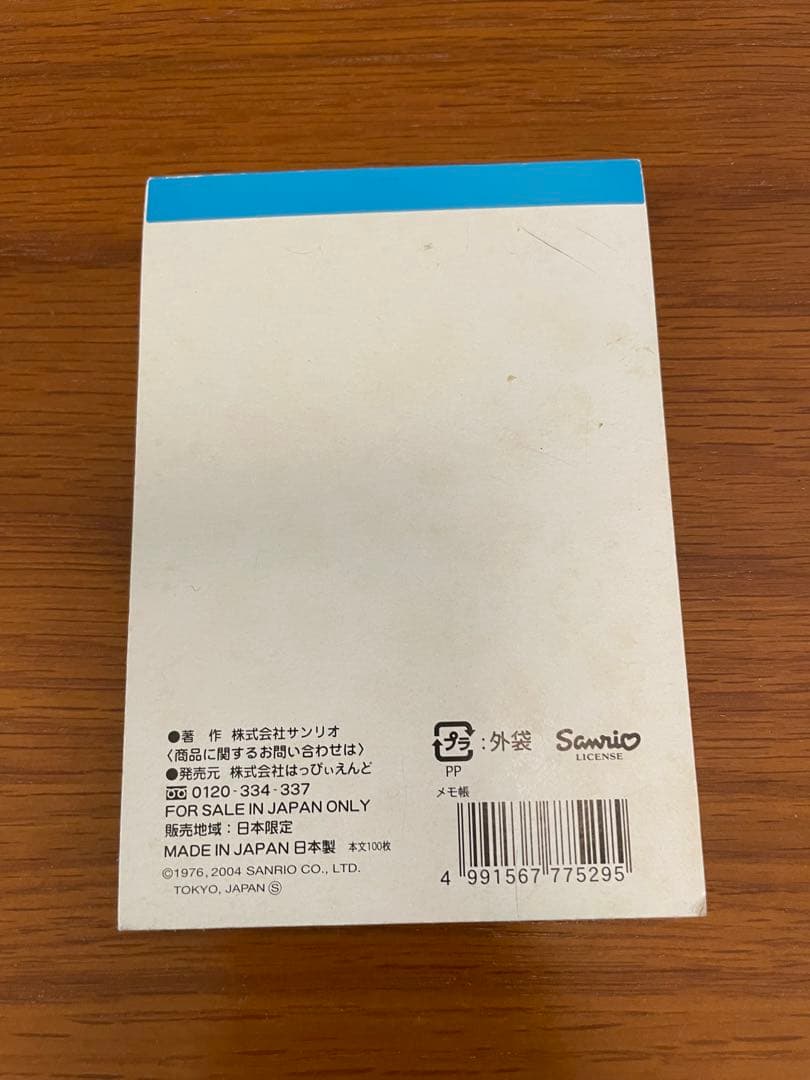 ●著 作 株式会社サンリオ
〈商品に関するお問い合わせは〉
●発売元 株式会社はっぴぃえんど
0120-334-337
FOR SALE IN JAPAN ONLY
販売地域：日本限定
MADE IN JAPAN 日本製 本文100枚
©1976, 2004 SANRIO CO., LTD.
TOKYO, JAPAN Ⓢ
プラ :外袋
PP
Sanrio
LICENSE
メモ帳
4 991567 775295